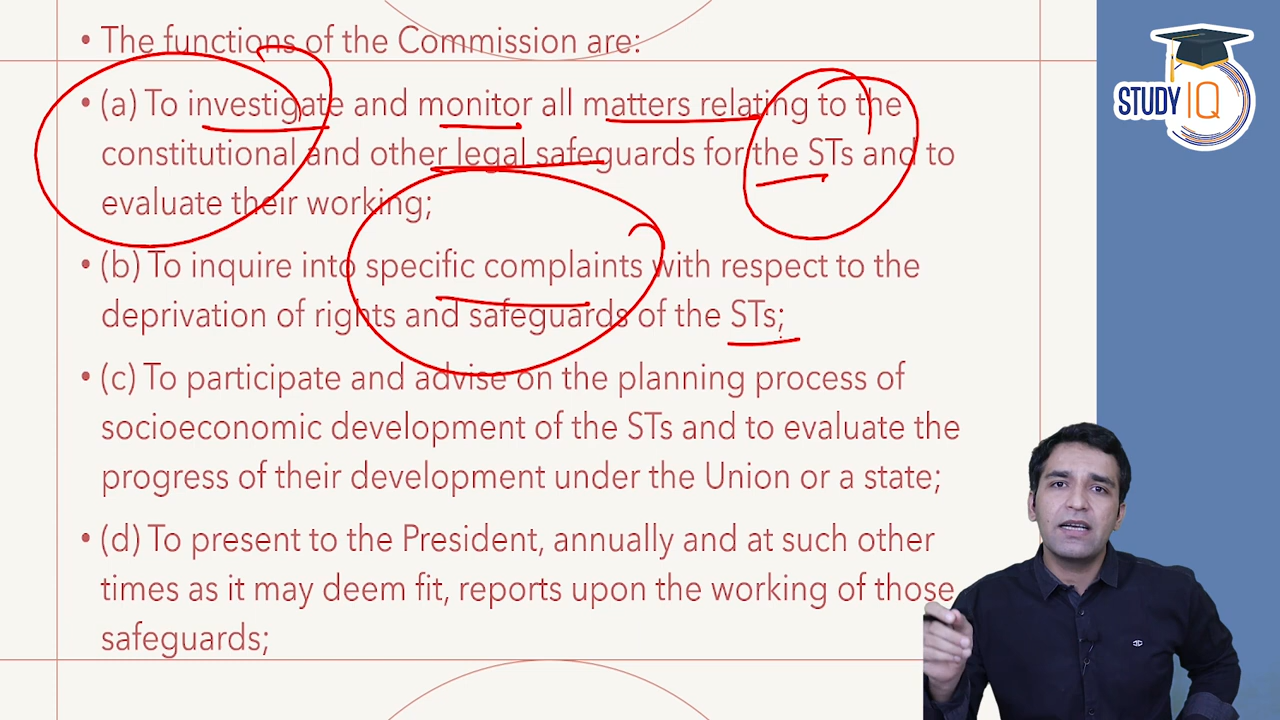 • The functions of the Commission are:
• (a) To investigate and monitor all matters relating to the
constitutional and other legal safeguards for the STs and to
evaluate their working;
• (b) To inquire into specific complaints with respect to the
deprivation of rights and safeguards of the STs;
• (c) To participate and advise on the planning process of
socioeconomic development of the STs and to evaluate the
progress of their development under the Union or a state;
• (d) To present to the President, annually and at such other
times as it may deem fit, reports upon the working of those
safeguards;
STUDY IQ